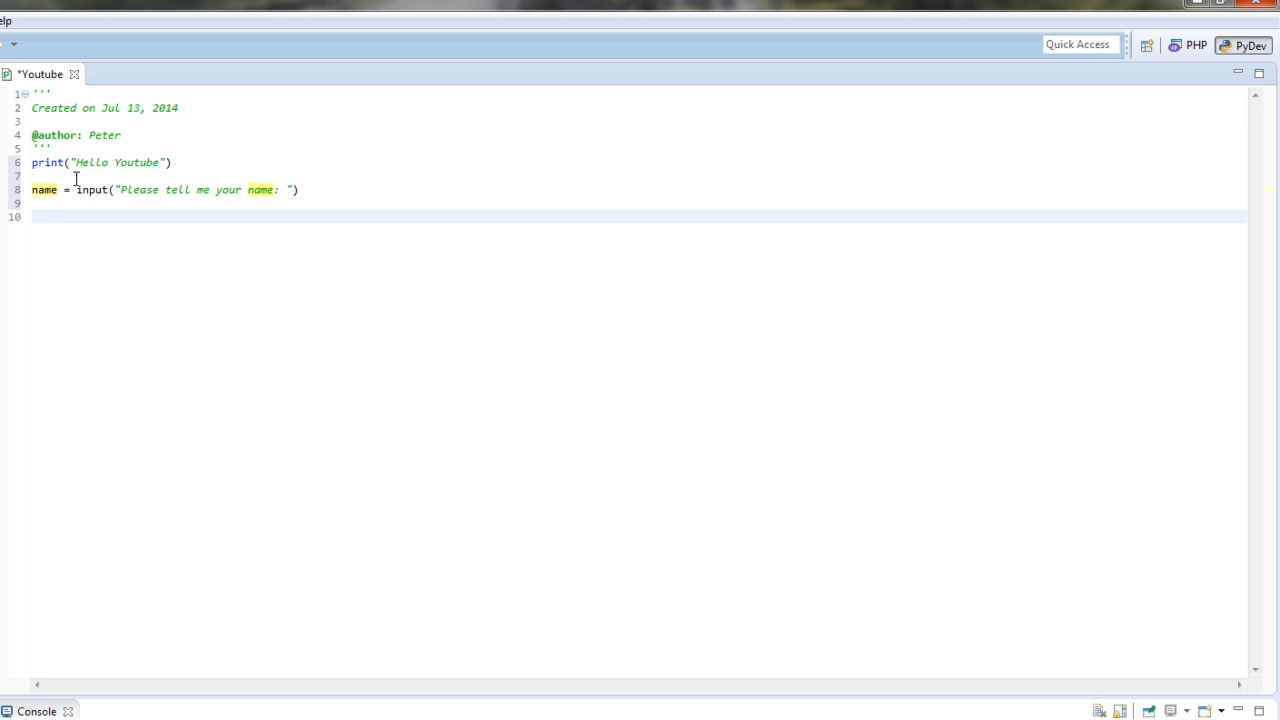 elp
Quick Access
PHP
PyDev
*Youtube
1 '''
2 Created on Jul 13, 2014
3
4 @author: Peter
5 '''
6 print("Hello Youtube")
7
8 name = input("Please tell me your name: ")
9
10
Console